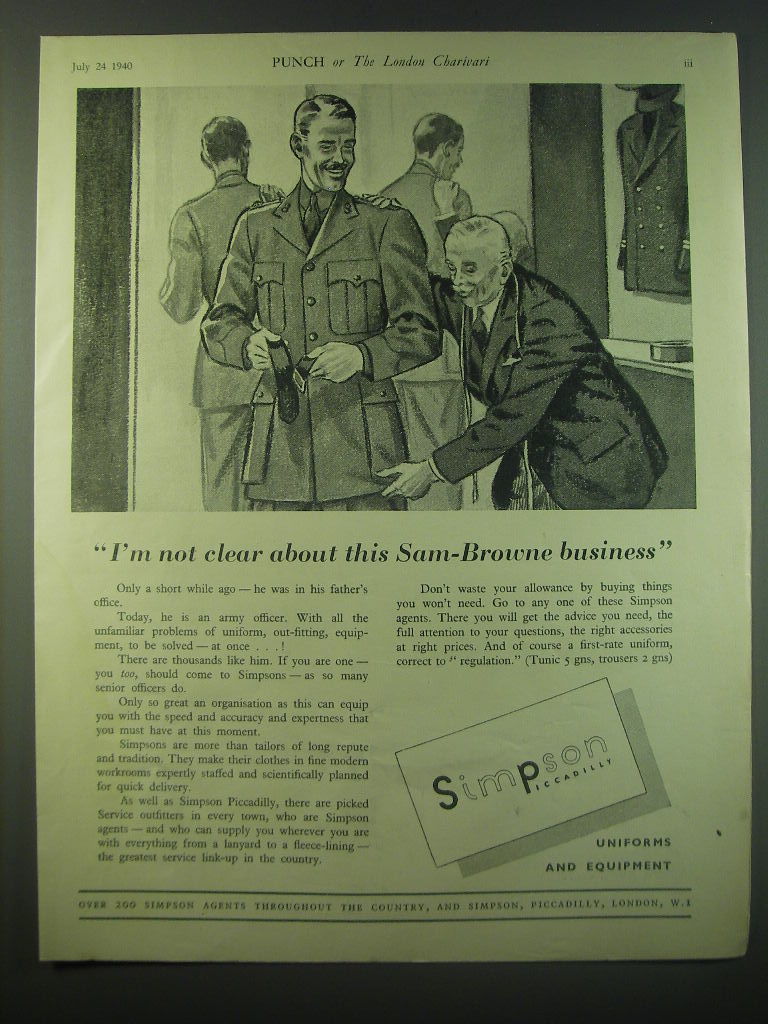 July 24 1940
PUNCH or The London Charivari
iii
“I’m not clear about this Sam-Browne business”
Only a short while ago — he was in his father’s
office.
Today, he is an army officer. With all the
unfamiliar problems of uniform, out-fitting, equip-
ment, to be solved — at once . . . !
There are thousands like him. If you are one —
you too, should come to Simpsons — as so many
senior officers do.
Only so great an organisation as this can equip
you with the speed and accuracy and expertness that
you must have at this moment.
Simpsons are more than tailors of long repute
and tradition. They make their clothes in fine modern
workrooms expertly staffed and scientifically planned
for quick delivery.
As well as Simpson Piccadilly, there are picked
Service outfitters in every town, who are Simpson
agents — and who can supply you wherever you are
with everything from a lanyard to a fleece-lining —
the greatest service link-up in the country.
Don’t waste your allowance by buying things
you won’t need. Go to any one of these Simpson
agents. There you will get the advice you need, the
full attention to your questions, the right accessories
at right prices. And of course a first-rate uniform,
correct to “ regulation.” (Tunic 5 gns, trousers 2 gns)
Simpson
PICCADILLY
UNIFORMS
AND EQUIPMENT
OVER 200 SIMPSON AGENTS THROUGHOUT THE COUNTRY, AND SIMPSON, PICCADILLY, LONDON, W.1